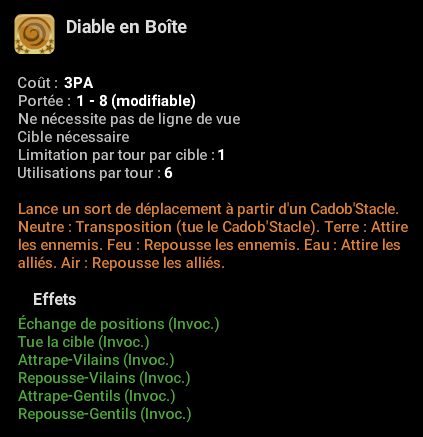 Diable en Boîte
Coût : 3PA
Portée : 1 - 8 (modifiable)
Ne nécessite pas de ligne de vue
Cible nécessaire
Limitation par tour par cible : 1
Utilisations par tour : 6
Lance un sort de déplacement à partir d'un Cadob'Stacle.
Neutre : Transposition (tue le Cadob'Stacle). Terre : Attire
les ennemis. Feu : Repousse les ennemis. Eau : Attire les
alliés. Air : Repousse les alliés.
Effets
Échange de positions (Invoc.)
Tue la cible (Invoc.)
Attrape-Vilains (Invoc.)
Repousse-Vilains (Invoc.)
Attrape-Gentils (Invoc.)
Repousse-Gentils (Invoc.)